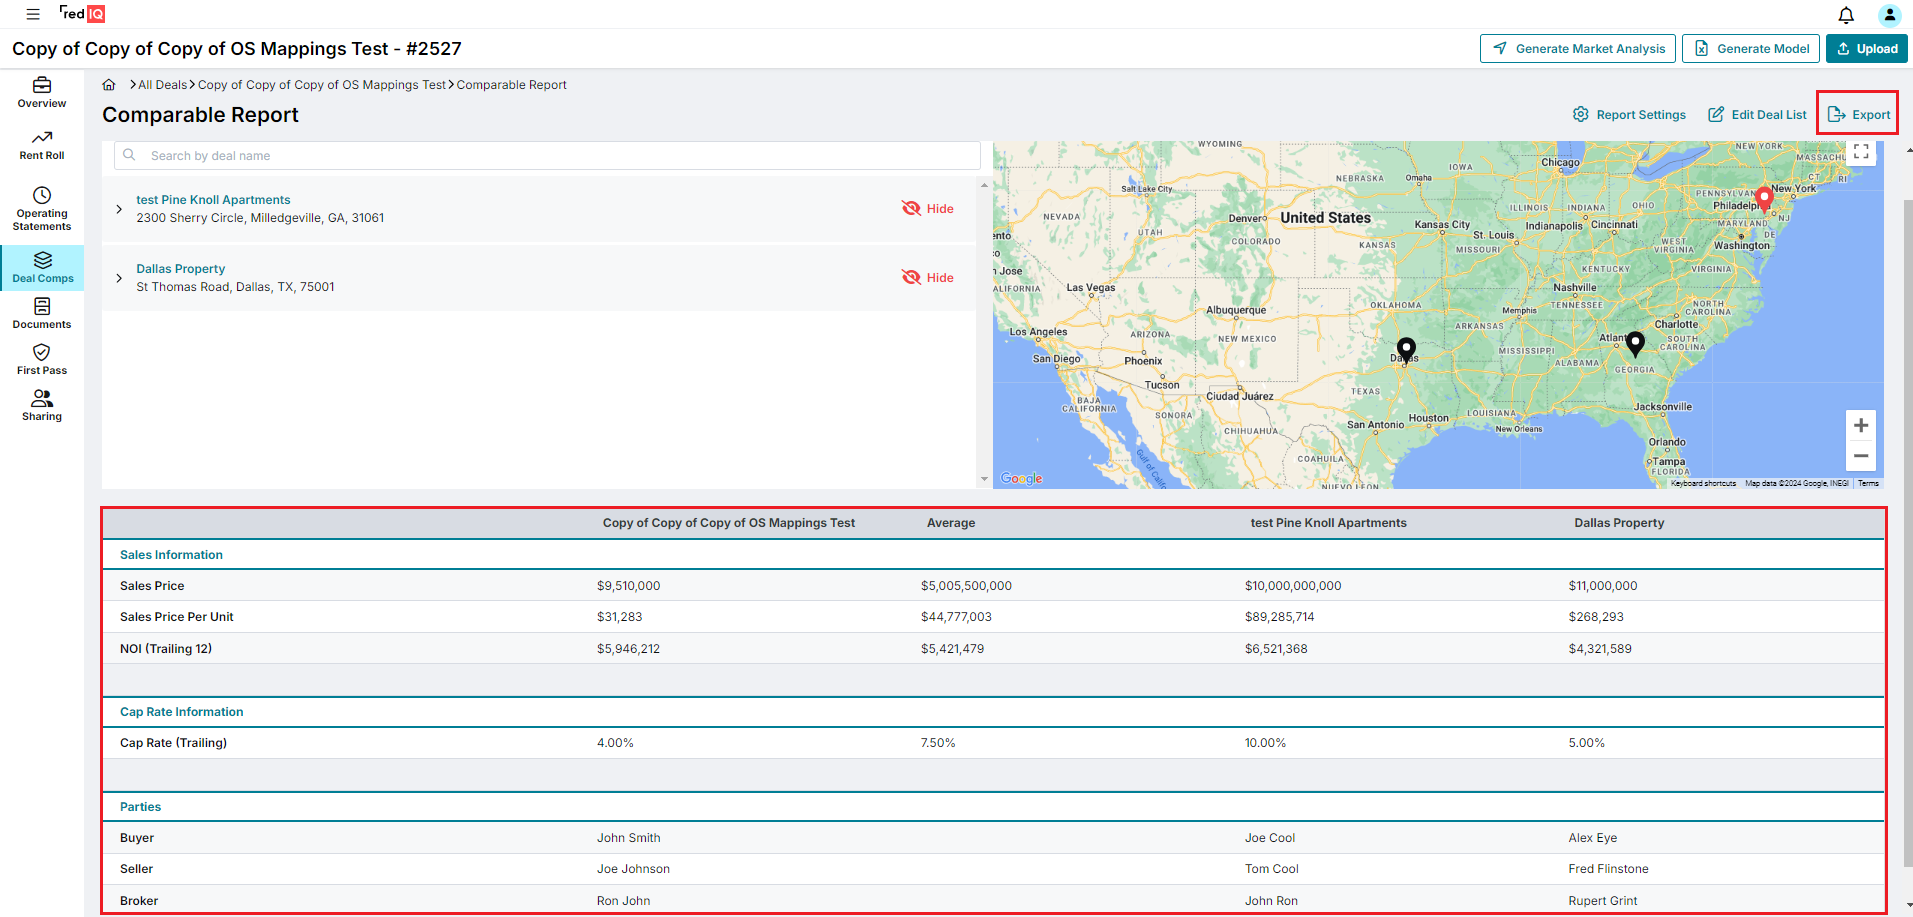 red IQ
Copy of Copy of Copy of OS Mappings Test - #2527
Generate Market Analysis
Generate Model
Upload
Overview
Rent Roll
Operating
Statements
Deal Comps
Documents
First Pass
Sharing
All Deals Copy of Copy of Copy of OS Mappings Test Comparable Report
Comparable Report
Report Settings
Edit Deal List
Export
Search by deal name
test Pine Knoll Apartments
2300 Sherry Circle, Milledgeville, GA, 31061
Hide
Dallas Property
St Thomas Road, Dallas, TX, 75001
Hide
WYOMING
NEW YORK
MASSACHU
CT
RI
IOWA
Chicago
NEBRASKA
Omaha
Salt Lake City
PENNSYLVAN
New York
Philadelph
NJ
NEVADA
Denver
United States
ILLINOIS
INDIANA
OHIO
MARYLAND
DE
Kansas City
Indianapolis
Cincinnati
UTAH
COLORADO
KANSAS
St. Louis
MISSOURI
WEST
VIRGINIA
Washington
ento
co
n Jose
ALIFORNIA
KENTUCKY
VIRGINIA
Las Vegas
Nashville
TENNESSEE
NORTH
CAROLINA
Albuquerque
OKLAHOMA
Memphis
Charlotte
Los Angeles
ARIZONA
NEW MEXICO
ARKANSAS
Atlant
SOUTH
CAROLINA
San Diego
Phoenix
Dallas
MISSISSIPPI
ALABAMA
GEORGIA
Tucson
TEXAS
Ciudad Juárez
BAJA
CALIFORNIA
SONORA
Houston
LOUISIANA
Jacksonville
San Antonio
New Orleans
CHIHUAHUA
Orlando
Gulf of Calif
COAHUILA
Tampa
FLORIDA
NUEVO LEON
Google
Keyboard shortcuts Map data ©2024 Google, INEGI Terms
Copy of Copy of Copy of OS Mappings Test Average test Pine Knoll Apartments Dallas Property
Sales Information
Sales Price $9,510,000 $5,005,500,000 $10,000,000,000 $11,000,000
Sales Price Per Unit $31,283 $44,777,003 $89,285,714 $268,293
NOI (Trailing 12) $5,946,212 $5,421,479 $6,521,368 $4,321,589
Cap Rate Information
Cap Rate (Trailing) 4.00% 7.50% 10.00% 5.00%
Parties
Buyer John Smith Joe Cool Alex Eye
Seller Joe Johnson Tom Cool Fred Flinstone
Broker Ron John John Ron Rupert Grint